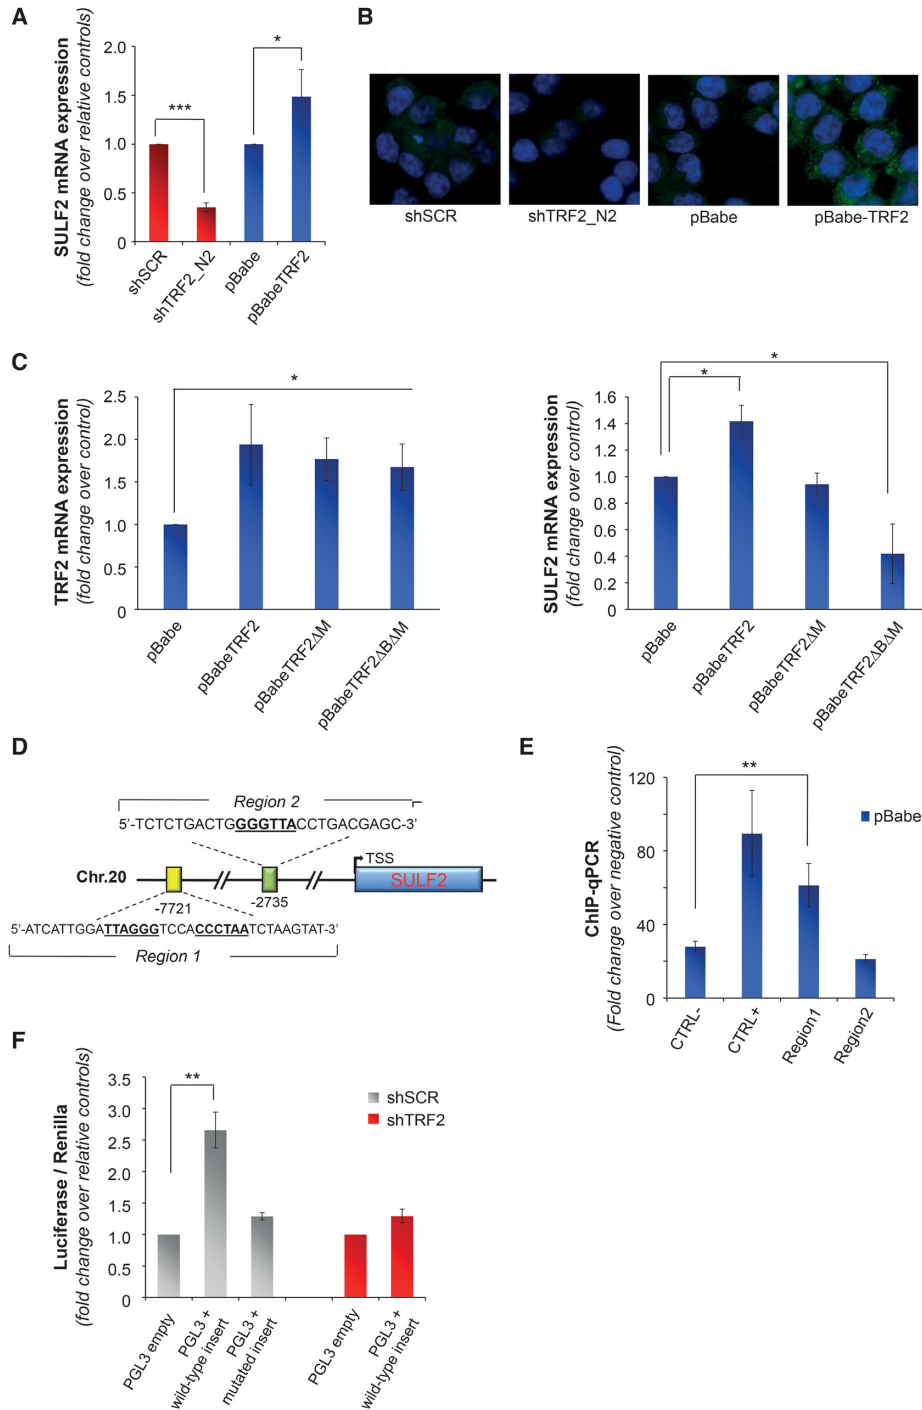 A
SULF2 mRNA expression
(fold change over relative controls)
2.0
1.5
1.0
0.5
0
***
*
shSCR
shTRF2_N2
pBabe
pBabeTRF2
B
shSCR
shTRF2_N2
pBabe
pBabe-TRF2
C
TRF2 mRNA expression
(fold change over control)
2.5
2.0
1.5
1.0
0.5
0
*
pBabe
pBabeTRF2
pBabeTRF2ΔM
pBabeTRF2ΔBΔM
SULF2 mRNA expression
(fold change over control)
1.6
1.4
1.2
1.0
0.8
0.6
0.4
0.2
0
*
*
pBabe
pBabeTRF2
pBabeTRF2ΔM
pBabeTRF2ΔBΔM
D
Region 2
5'-TCTCTGACTGGGGTTACCTGACGAGC-3'
TSS
Chr.20
SULF2
-7721
-2735
5'-ATCATTGGATTAGGGTCCACCCTAATCTAAGTAT-3'
Region 1
E
ChIP-qPCR
(Fold change over negative control)
120
80
40
0
**
pBabe
CTRL-
CTRL+
Region1
Region2
F
Luciferase / Renilla
(fold change over relative controls)
3.5
3.0
2.5
2.0
1.5
1.0
0.5
0
**
shSCR
shTRF2
PGL3 empty
PGL3 +
wild-type insert
PGL3 +
mutated insert
PGL3 empty
PGL3 +
wild-type insert